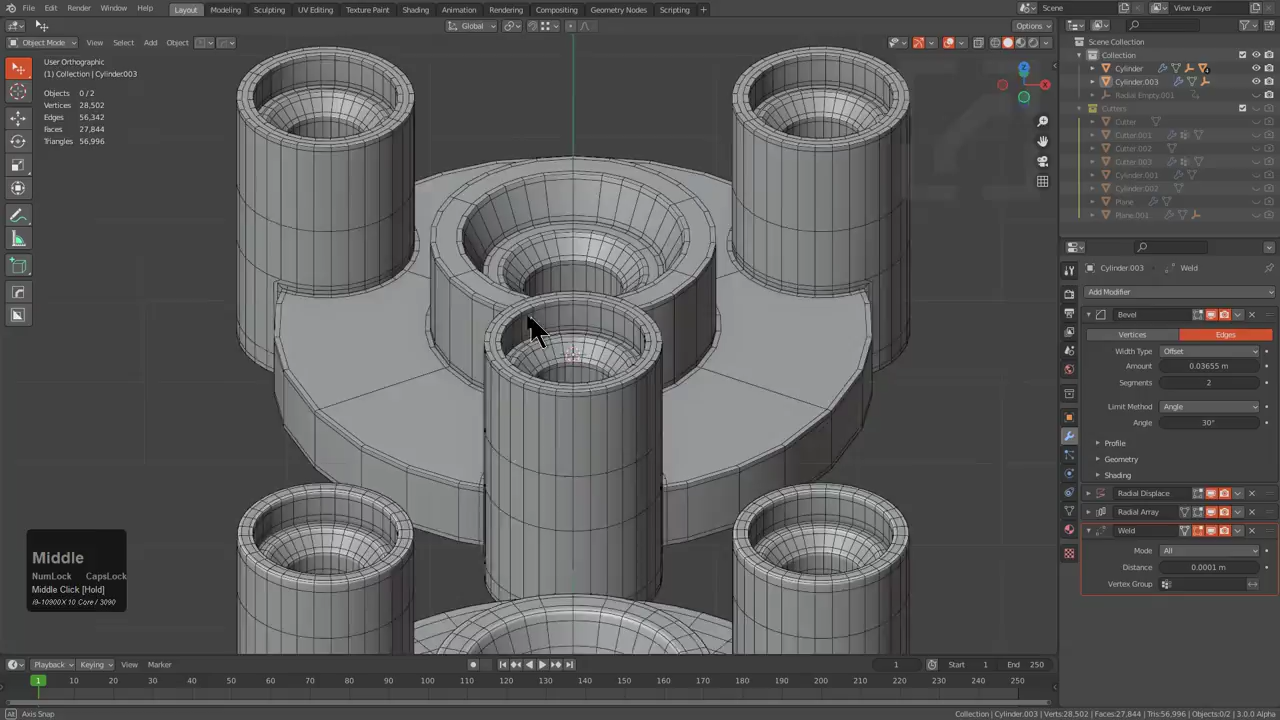 File Edit Render Window Help Layout Modeling Sculpting UV Editing Texture Paint Shading Animation Rendering Compositing Geometry Nodes Scripting + Scene View Layer
Global Options
Object Mode View Select Add Object
User Orthographic
(1) Collection | Cylinder003
Objects 0/2
Vertices 28,502
Edges 56,342
Faces 27,844
Triangles 56,996
Z
X
Scene Collection
Collection
Cylinder
Cylinder.003
Radial Empty.001
Cutters
Cutter
Cutter.001
Cutter.002
Cutter.003
Cylinder.001
Cylinder.002
Plane
Plane.001
Cylinder.003 Weld
Add Modifier
Bevel
Vertices Edges
Width Type Offset
Amount 0.03655 m
Segments 2
Limit Method Angle
Angle 30°
Profile
Geometry
Shading
Radial Displace
Radial Array
Weld
Mode All
Distance 0.0001 m
Vertex Group
Middle
NumLock CapsLock
Middle Click [Hold]
i9-10900X 10 Core / 3090
Playback Keying View Marker 1 Start 1 End 250
1 10 20 30 40 50 60 70 80 90 100 110 120 130 140 150 160 170 180 190 200 210 220 230 240 250
Axis Snap Collection | Cylinder.003 | Verts:28,502 | Faces:27,844 | Tris:56,996 | Objects:0/2 | 3.0.0 Alpha